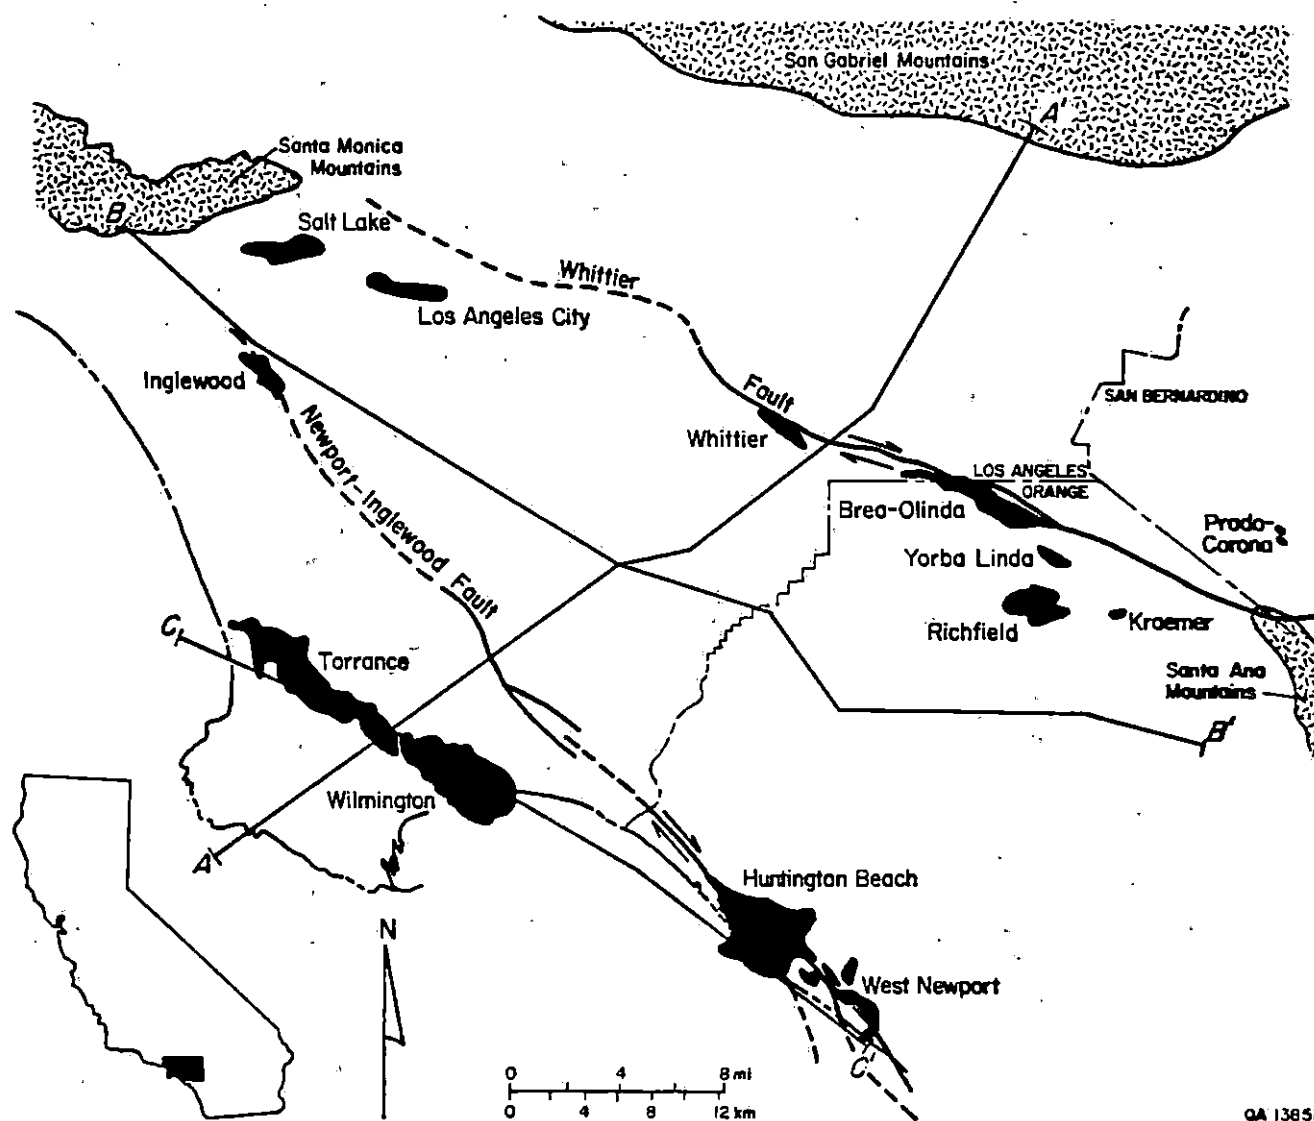 San Gabriel Mountains
A'
Santa Monica
Mountains
B
Salt Lake
Whittier
Los Angeles City
Inglewood
Fault
SAN BERNARDINO
Newport-Inglewood Fault
Whittier
LOS ANGELES
ORANGE
Brea-Olinda
Prado-
Corona
Yorba Linda
C
Richfield
Kraemer
Torrance
Santa Ana
Mountains
B'
Wilmington
A
Huntington Beach
N
West Newport
C'
0 4 8 mi
0 4 8 12 km
QA 1385